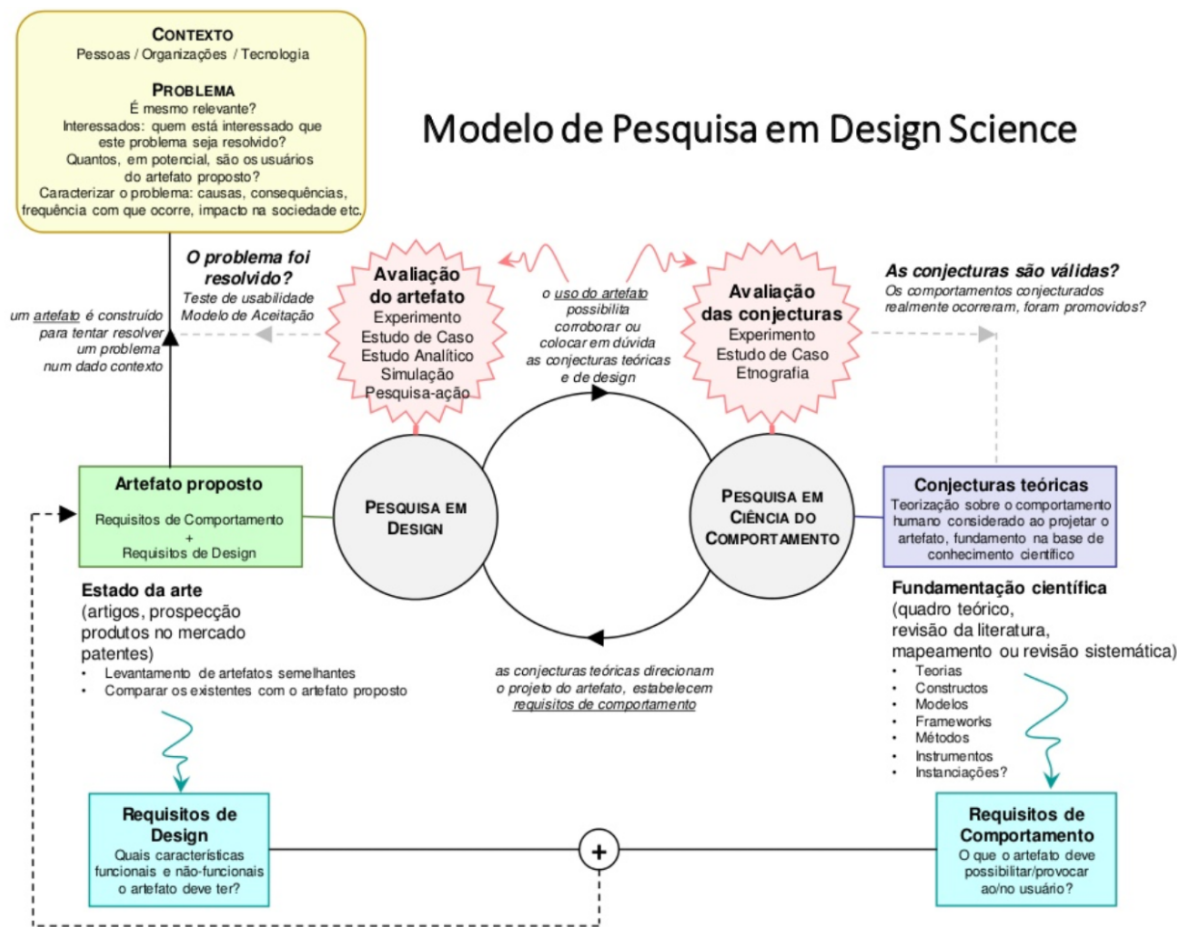 CONTEXTO
Pessoas / Organizações / Tecnologia
PROBLEMA
É mesmo relevante?
Interessados: quem está interessado que
este problema seja resolvido?
Quantos, em potencial, são os usuários
do artefato proposto?
Caracterizar o problema: causas, consequências,
frequência com que ocorre, impacto na sociedade etc.
Modelo de Pesquisa em Design Science
um artefato é construído
para tentar resolver
um problema
num dado contexto
O problema foi
resolvido?
Teste de usabilidade
Modelo de Aceitação
Avaliação
do artefato
Experimento
Estudo de Caso
Estudo Analítico
Simulação
Pesquisa-ação
o uso do artefato
possibilita
corroborar ou
colocar em dúvida
as conjecturas teóricas
e de design
Avaliação
das conjecturas
Experimento
Estudo de Caso
Etnografia
As conjecturas são válidas?
Os comportamentos conjecturados
realmente ocorreram, foram promovidos?
Artefato proposto
Requisitos de Comportamento
+
Requisitos de Design
PESQUISA EM
DESIGN
PESQUISA EM
CIÊNCIA DO
COMPORTAMENTO
Conjecturas teóricas
Teorização sobre o comportamento
humano considerado ao projetar o
artefato, fundamento na base de
conhecimento científico
Estado da arte
(artigos, prospecção
produtos no mercado
patentes)
• Levantamento de artefatos semelhantes
• Comparar os existentes com o artefato proposto
as conjecturas teóricas direcionam
o projeto do artefato, estabelecem
requisitos de comportamento
Fundamentação científica
(quadro teórico,
revisão da literatura,
mapeamento ou revisão sistemática)
• Teorias
• Constructos
• Modelos
• Frameworks
• Métodos
• Instrumentos
• Instanciações?
Requisitos de
Design
Quais características
funcionais e não-funcionais
o artefato deve ter?
+
Requisitos de
Comportamento
O que o artefato deve
possibilitar/provocar
ao/no usuário?